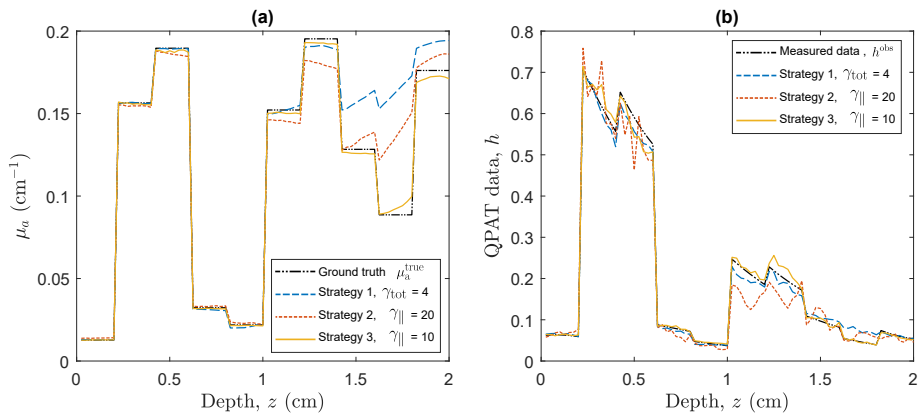 (a)
0.2
0.15
0.1
0.05
0
μa (cm−1)
0
0.5
1
1.5
2
Depth, z (cm)
Ground truth μa^true
Strategy 1, γtot = 4
Strategy 2, γ∥ = 20
Strategy 3, γ∥ = 10
(b)
0.8
0.7
0.6
0.5
0.4
0.3
0.2
0.1
0
QPAT data, h
0
0.5
1
1.5
2
Depth, z (cm)
Measured data , h^obs
Strategy 1, γtot = 4
Strategy 2, γ∥ = 20
Strategy 3, γ∥ = 10